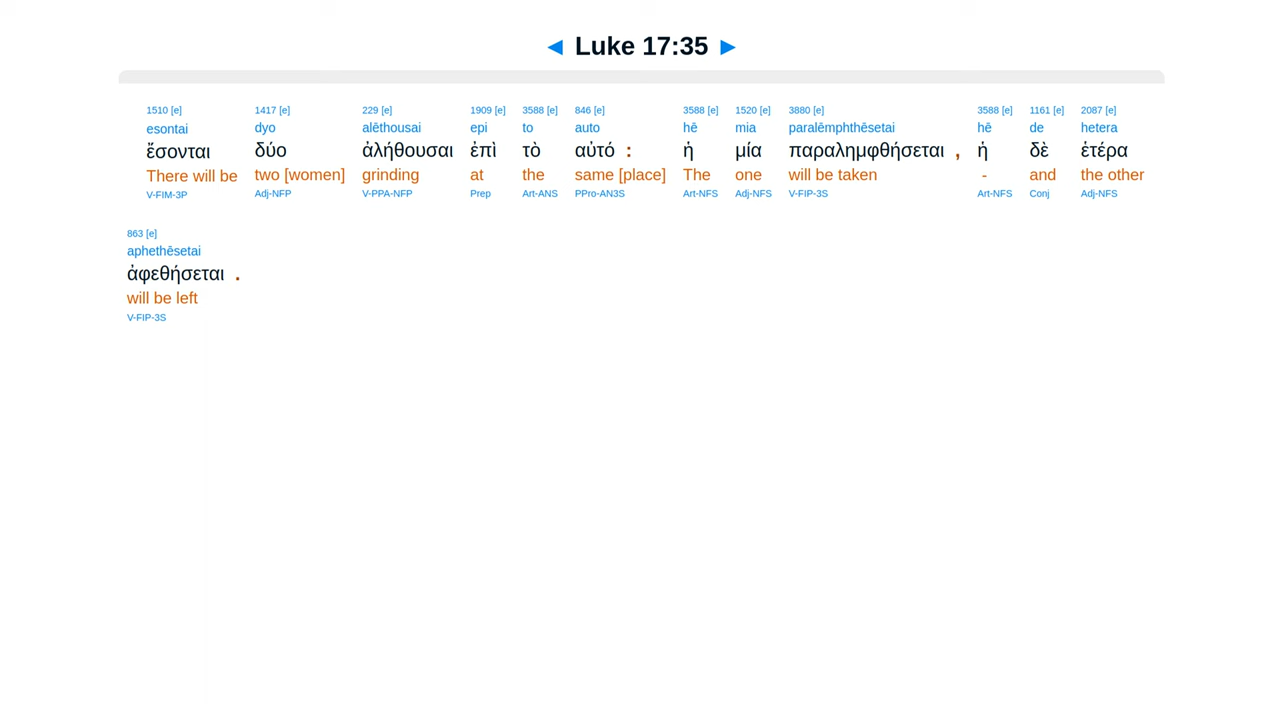 ◄ Luke 17:35 ►
1510 [e] 1417 [e] 229 [e] 1909 [e] 3588 [e] 846 [e] 3588 [e] 1520 [e] 3880 [e] 3588 [e] 1161 [e] 2087 [e]
esontai dyo alēthousai epi to auto hē mia paralēmphthēsetai hē de hetera
ἔσονται δύο ἀλήθουσαι ἐπὶ τὸ αὐτό : ἡ μία παραλημφθήσεται , ἡ δὲ ἑτέρα
There will be two [women] grinding at the same [place] The one will be taken - and the other
V-FIM-3P Adj-NFP V-PPA-NFP Prep Art-ANS PPro-AN3S Art-NFS Adj-NFS V-FIP-3S Art-NFS Conj Adj-NFS
863 [e]
aphethēsetai
ἀφεθήσεται .
will be left
V-FIP-3S